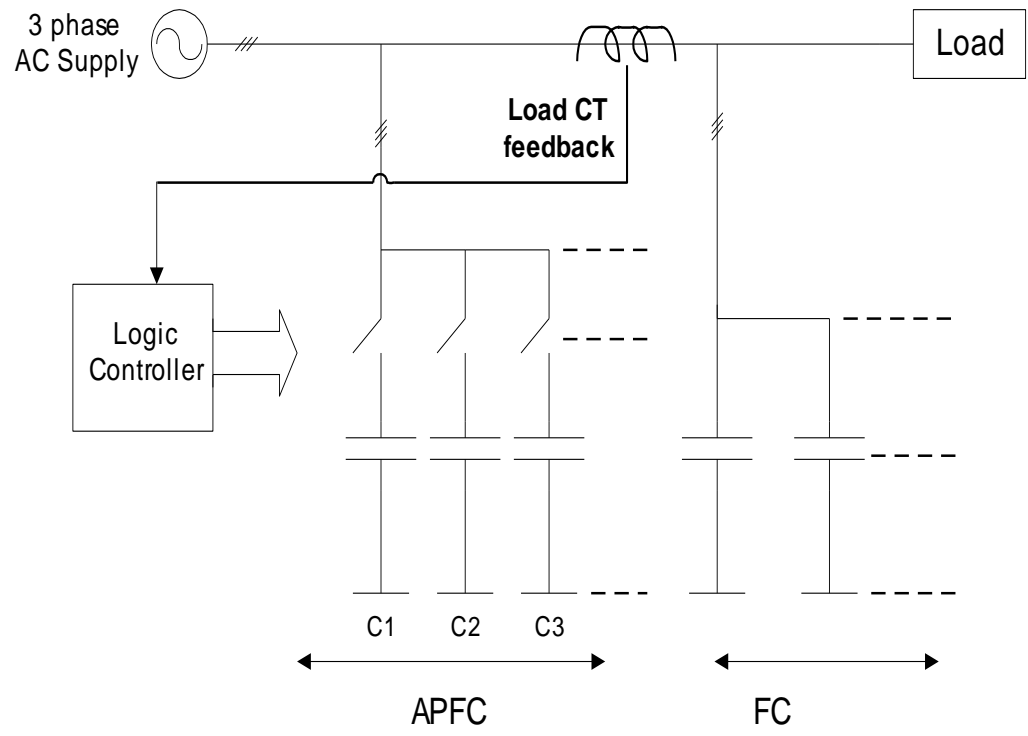 3 phase
AC Supply
Load
Load CT
feedback
Logic
Controller
C1
C2
C3
APFC
FC